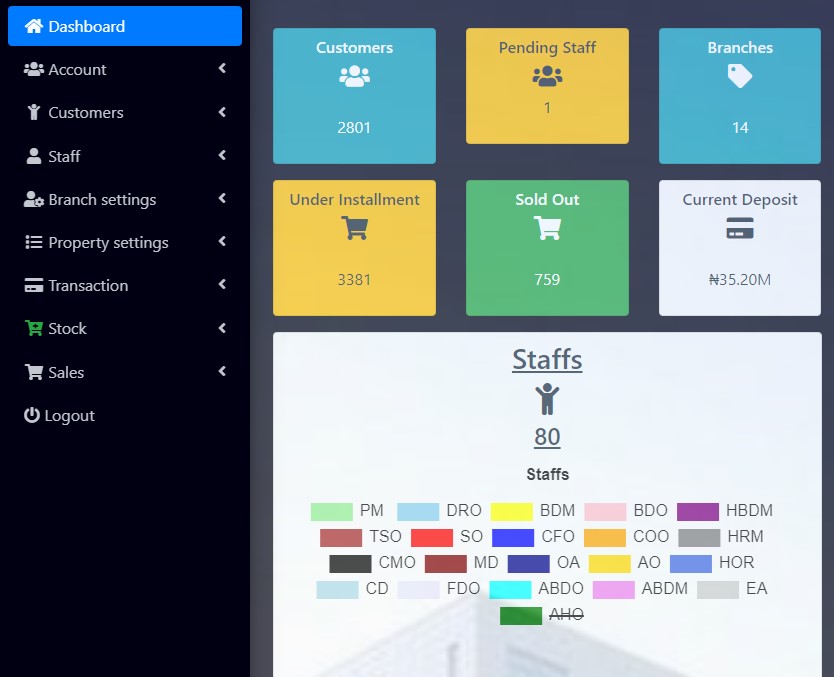 Dashboard
Account
Customers
Staff
Branch settings
Property settings
Transaction
Stock
Sales
Logout
Customers
2801
Pending Staff
1
Branches
14
Under Installment
3381
Sold Out
759
Current Deposit
₦35.20M
Staffs
80
Staffs
PM DRO BDM BDO HBDM
TSO SO CFO COO HRM
CMO MD OA AO HOR
CD FDO ABDO ABDM EA
AHO